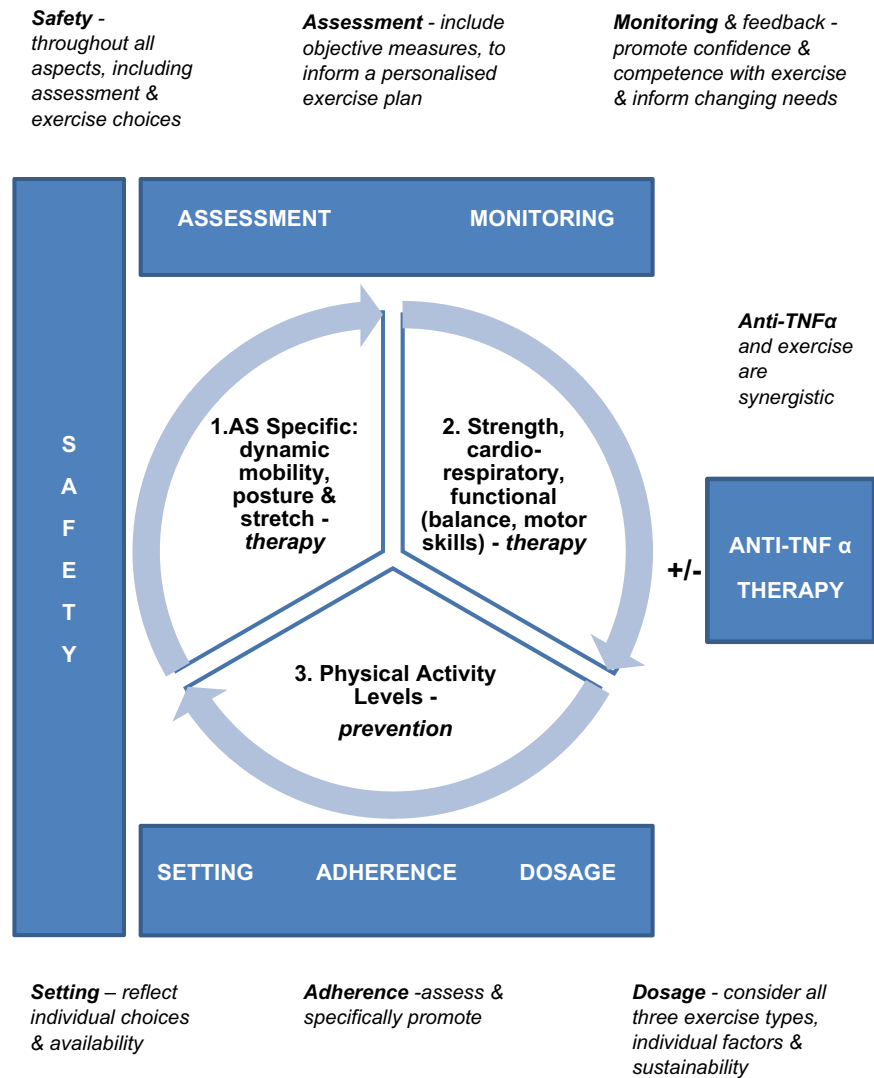 Safety -
throughout all
aspects, including
assessment &
exercise choices
Assessment - include
objective measures, to
inform a personalised
exercise plan
Monitoring & feedback -
promote confidence &
competence with exercise
& inform changing needs
ASSESSMENT MONITORING
S
A
F
E
T
Y
1.AS Specific:
dynamic
mobility,
posture &
stretch -
therapy
2. Strength,
cardio-
respiratory,
functional
(balance, motor
skills) - therapy
3. Physical Activity
Levels -
prevention
Anti-TNFα
and exercise
are
synergistic
+/-
ANTI-TNF α
THERAPY
SETTING ADHERENCE DOSAGE
Setting – reflect
individual choices
& availability
Adherence -assess &
specifically promote
Dosage - consider all
three exercise types,
individual factors &
sustainability